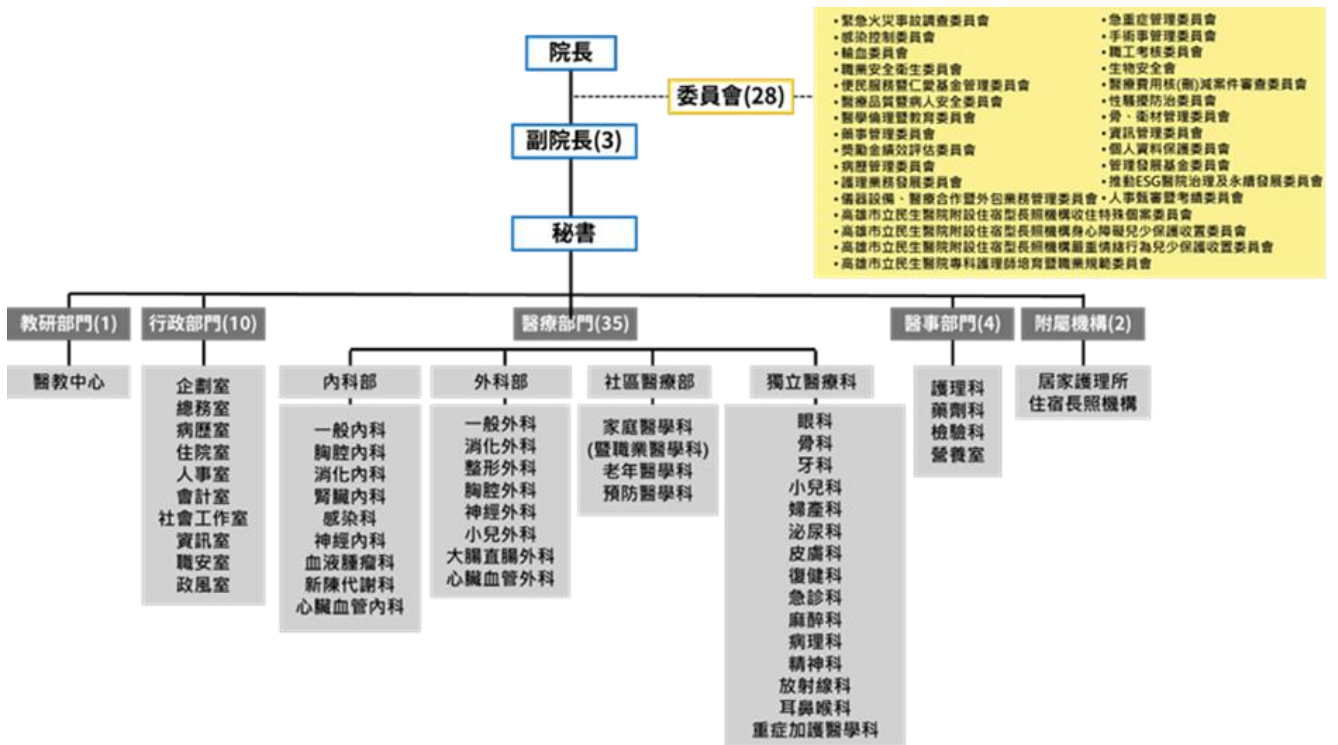 院長
委員會(28)
副院長(3)
秘書
•緊急火災事故調查委員會
•感染控制委員會
•輸血委員會
•職業安全衛生委員會
•便民服務暨仁愛基金管理委員會
•醫療品質暨病人安全委員會
•醫學倫理暨教育委員會
•藥事管理委員會
•獎勵金績效評估委員會
•病歷管理委員會
•護理業務發展委員會
•儀器設備、醫療合作暨外包業務管理委員會
•高雄市立民生醫院附設住宿型長照機構收住特殊個案委員會
•高雄市立民生醫院附設住宿型長照機構身心障礙兒少保護收置委員會
•高雄市立民生醫院附設住宿型長照機構嚴重情緒行為兒少保護收置委員會
•高雄市立民生醫院專科護理師培育暨職業規範委員會
•急重症管理委員會
•手術事管理委員會
•職工考核委員會
•生物安全會
•醫療費用核(刪)減案件審查委員會
•性騷擾防治委員會
•骨、衛材管理委員會
•資訊管理委員會
•個人資料保護委員會
•管理發展基金委員會
•推動ESG醫院治理及永續發展委員會
•人事甄審暨考績委員會
教研部門(1)
醫教中心
行政部門(10)
企劃室
總務室
病歷室
住院室
人事室
會計室
社會工作室
資訊室
職安室
政風室
醫療部門(35)
內科部
一般內科
胸腔內科
消化內科
腎臟內科
感染科
神經內科
血液腫瘤科
新陳代謝科
心臟血管內科
外科部
一般外科
消化外科
整形外科
胸腔外科
神經外科
小兒外科
大腸直腸外科
心臟血管外科
社區醫療部
家庭醫學科
(暨職業醫學科)
老年醫學科
預防醫學科
獨立醫療科
眼科
骨科
牙科
小兒科
婦產科
泌尿科
皮膚科
復健科
急診科
麻醉科
病理科
精神科
放射線科
耳鼻喉科
重症加護醫學科
醫事部門(4)
護理科
藥劑科
檢驗科
營養室
附屬機構(2)
居家護理所
住宿長照機構